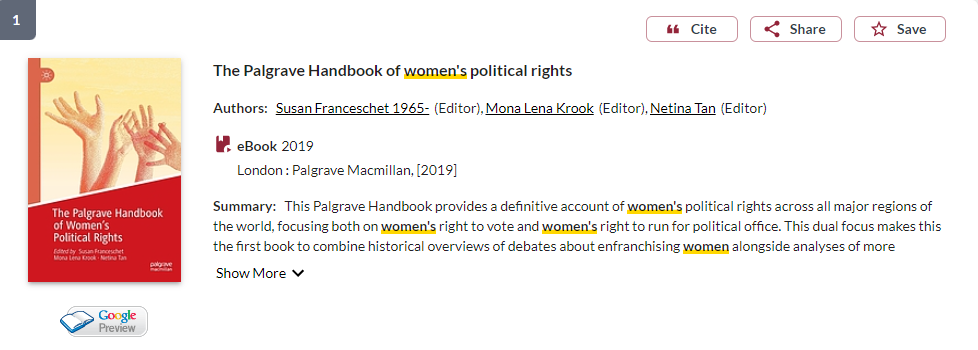 1
Cite
Share
Save
The Palgrave Handbook of women's political rights
Authors: Susan Franceschet 1965- (Editor), Mona Lena Krook (Editor), Netina Tan (Editor)
eBook 2019
London : Palgrave Macmillan, [2019]
Summary: This Palgrave Handbook provides a definitive account of women's political rights across all major regions of
the world, focusing both on women's right to vote and women's right to run for political office. This dual focus makes this
the first book to combine historical overviews of debates about enfranchising women alongside analyses of more
Show More
The Palgrave Handbook
of Women's
Political Rights
Edited by Susan Franceschet
Mona Lena Krook · Netina Tan
palgrave
macmillan
Google
Preview